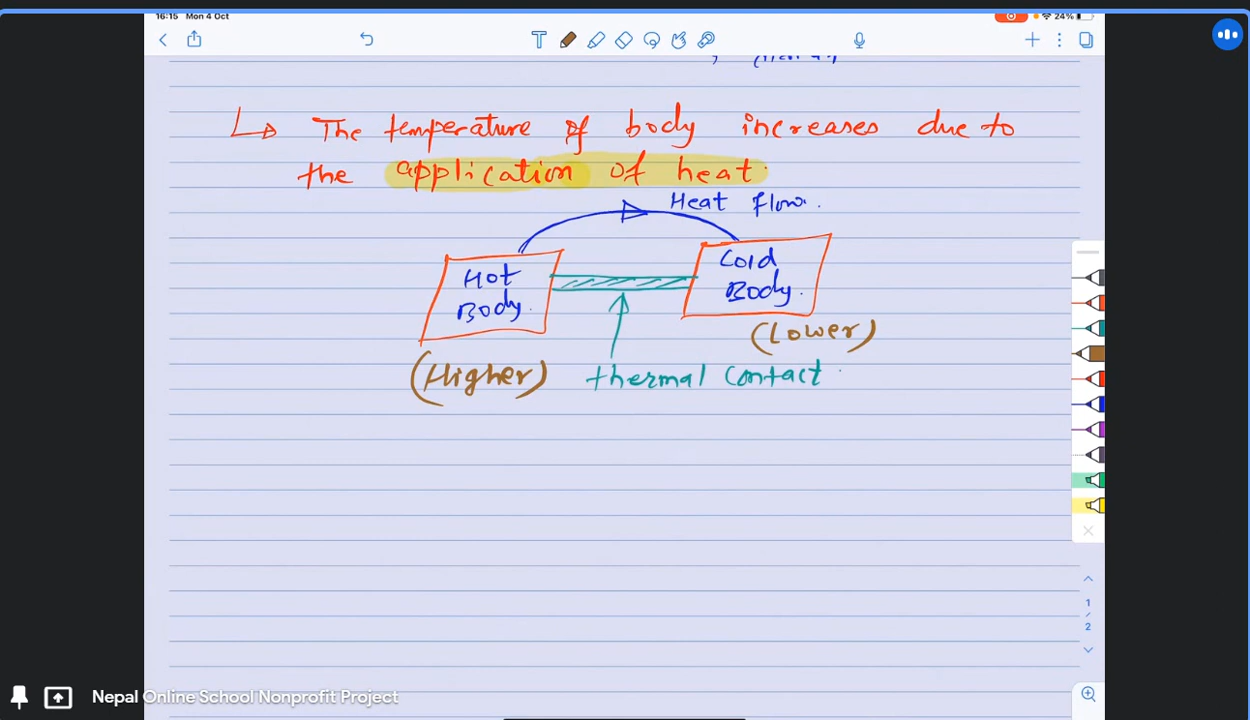 16:15 Mon 4 Oct
24%
↳ The temperature of body increases due to
the application of heat.
Heat flow.
Hot
Body.
Cold
Body.
(Lower)
(Higher)
thermal contact
1
/
2
Nepal Online School Nonprofit Project